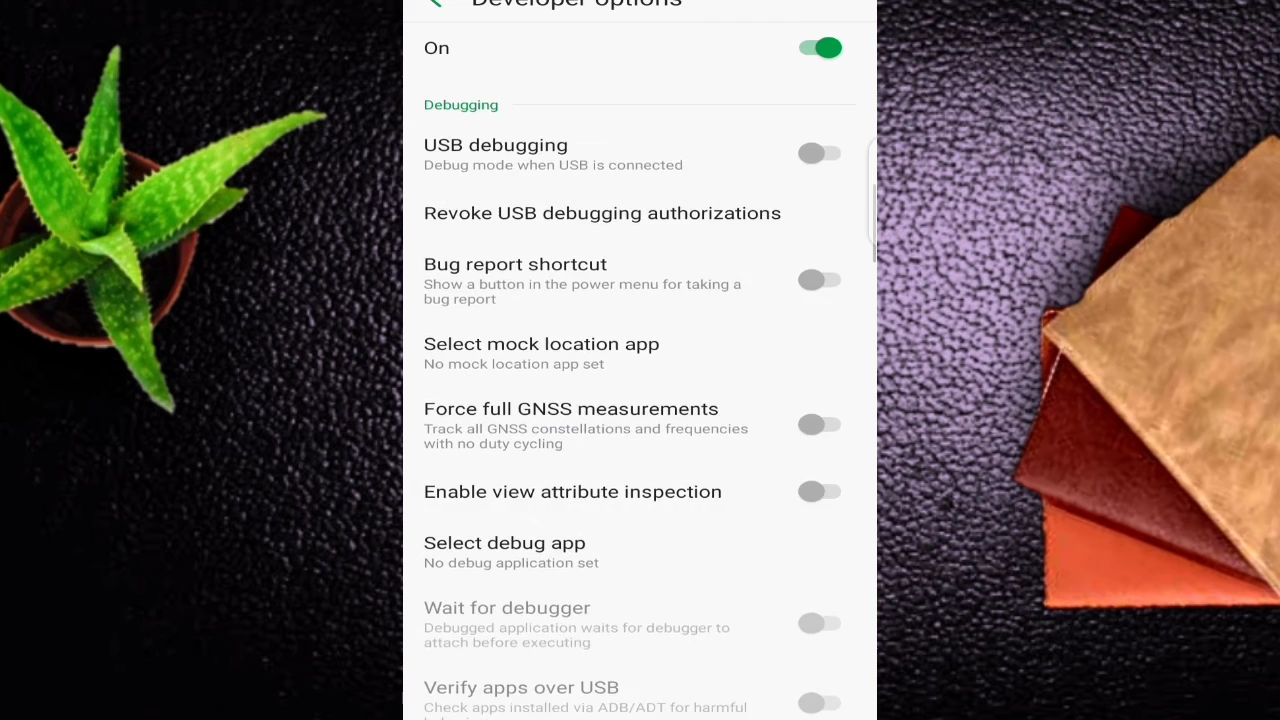 Developer options
On
Debugging
USB debugging
Debug mode when USB is connected
Revoke USB debugging authorizations
Bug report shortcut
Show a button in the power menu for taking a
bug report
Select mock location app
No mock location app set
Force full GNSS measurements
Track all GNSS constellations and frequencies
with no duty cycling
Enable view attribute inspection
Select debug app
No debug application set
Wait for debugger
Debugged application waits for debugger to
attach before executing
Verify apps over USB
Check apps installed via ADB/ADT for harmful